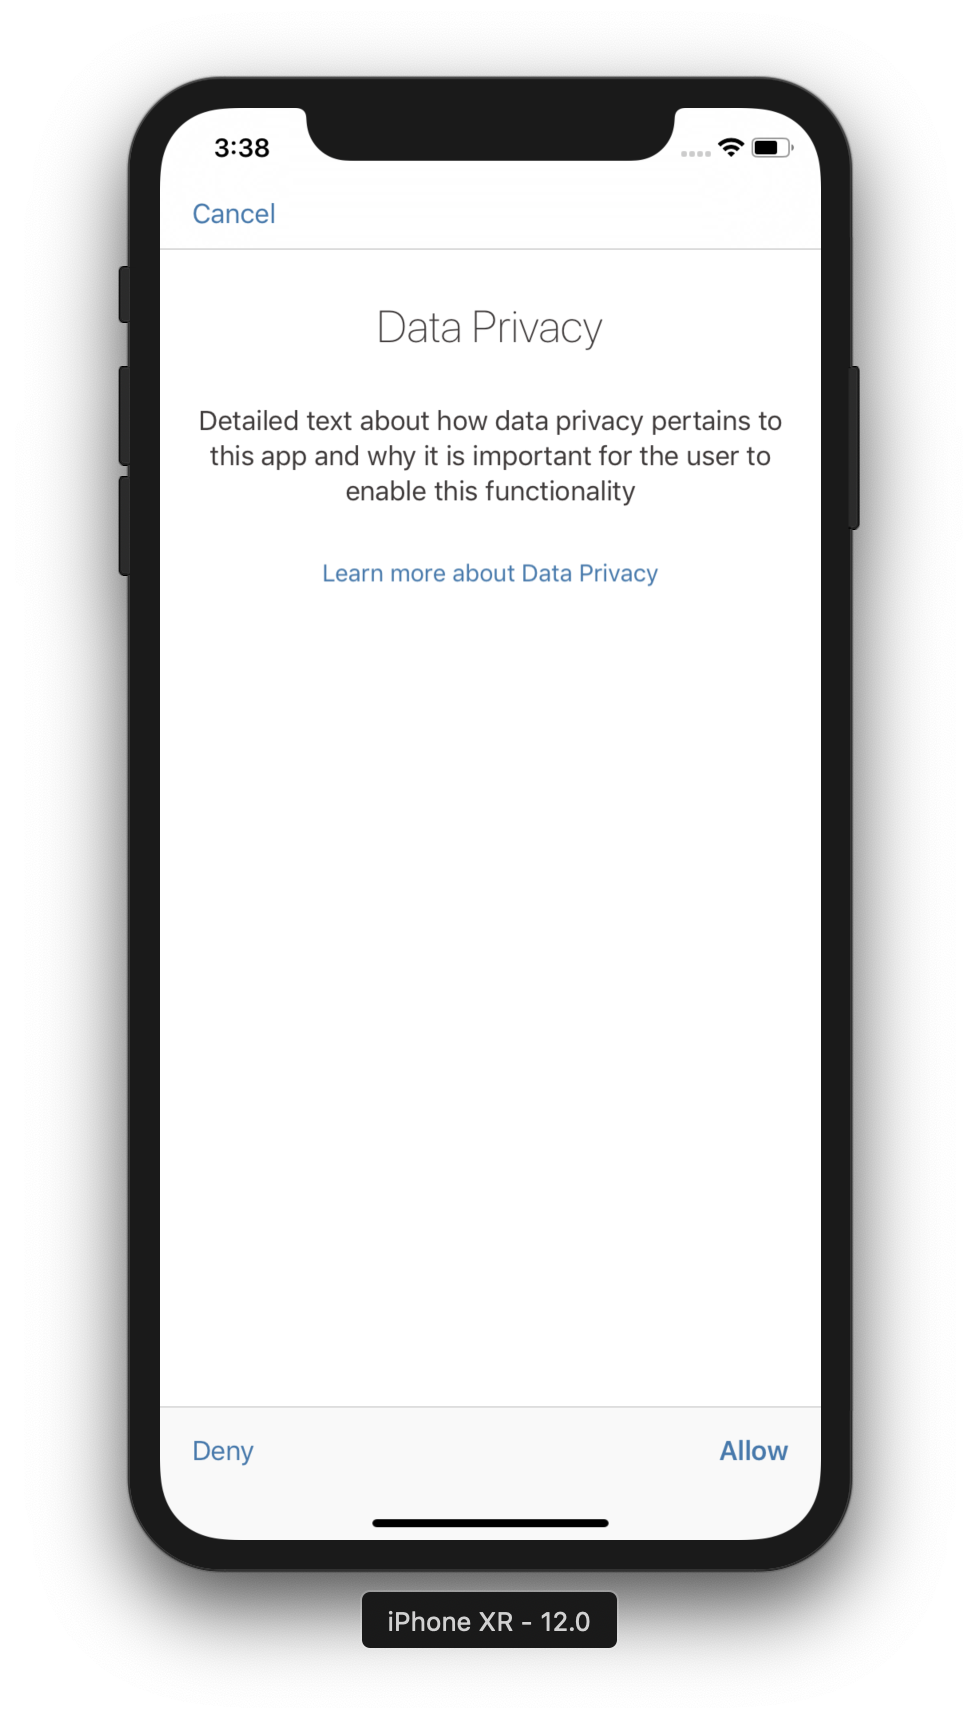 3:38
Cancel
Data Privacy
Detailed text about how data privacy pertains to
this app and why it is important for the user to
enable this functionality
Learn more about Data Privacy
Deny
Allow
iPhone XR - 12.0